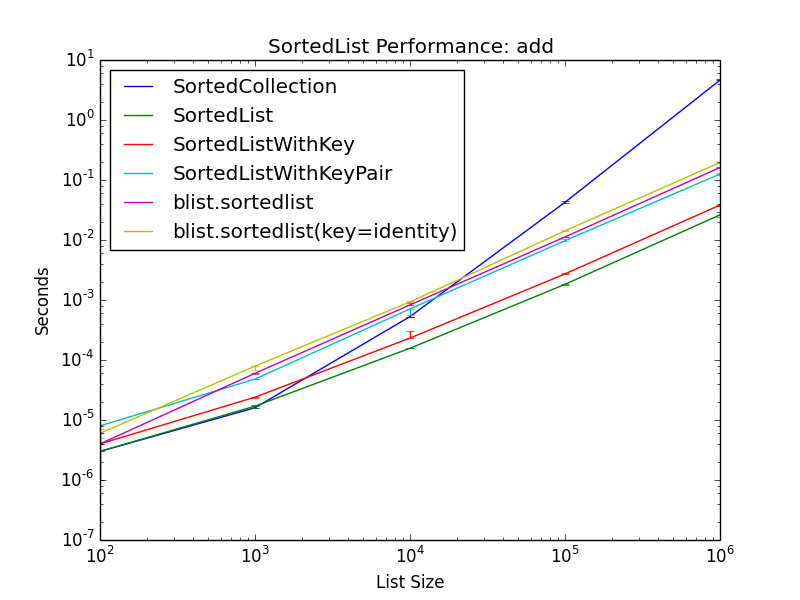 SortedList Performance: add
10^1
SortedCollection
SortedList
SortedListWithKey
SortedListWithKeyPair
blist.sortedlist
blist.sortedlist(key=identity)
10^0
10^-1
10^-2
10^-3
10^-4
10^-5
10^-6
10^-7
Seconds
10^2 10^3 10^4 10^5 10^6
List Size